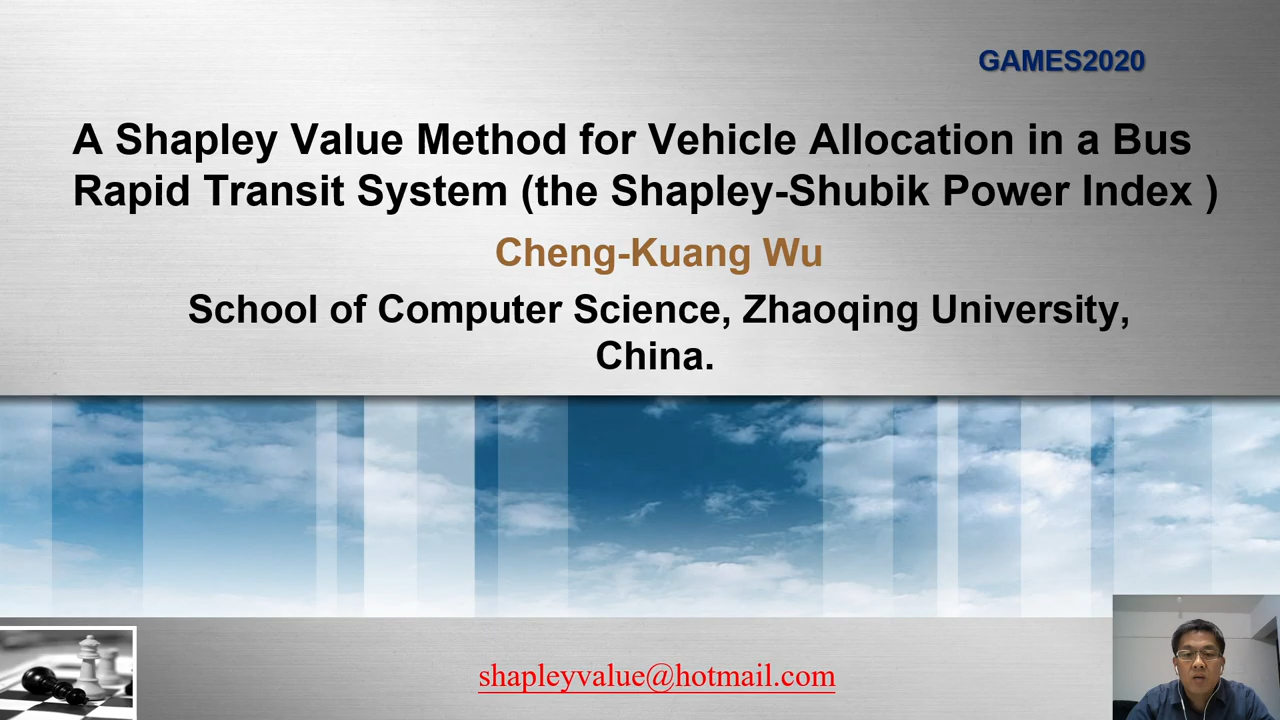 GAMES2020
A Shapley Value Method for Vehicle Allocation in a Bus
Rapid Transit System (the Shapley-Shubik Power Index )
Cheng-Kuang Wu
School of Computer Science, Zhaoqing University,
China.
shapleyvalue@hotmail.com